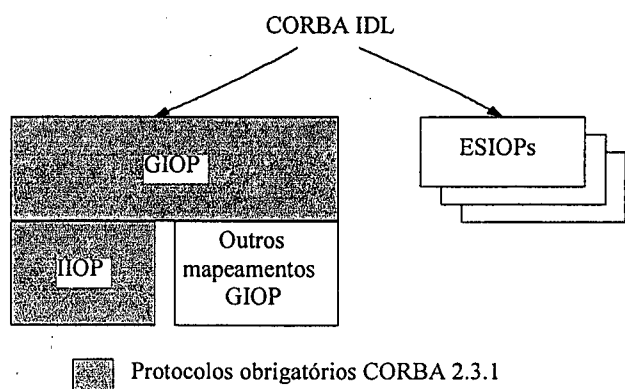 CORBA IDL
GIOP
ESIOPs
IIOP
Outros
mapeamentos
GIOP
Protocolos obrigatórios CORBA 2.3.1